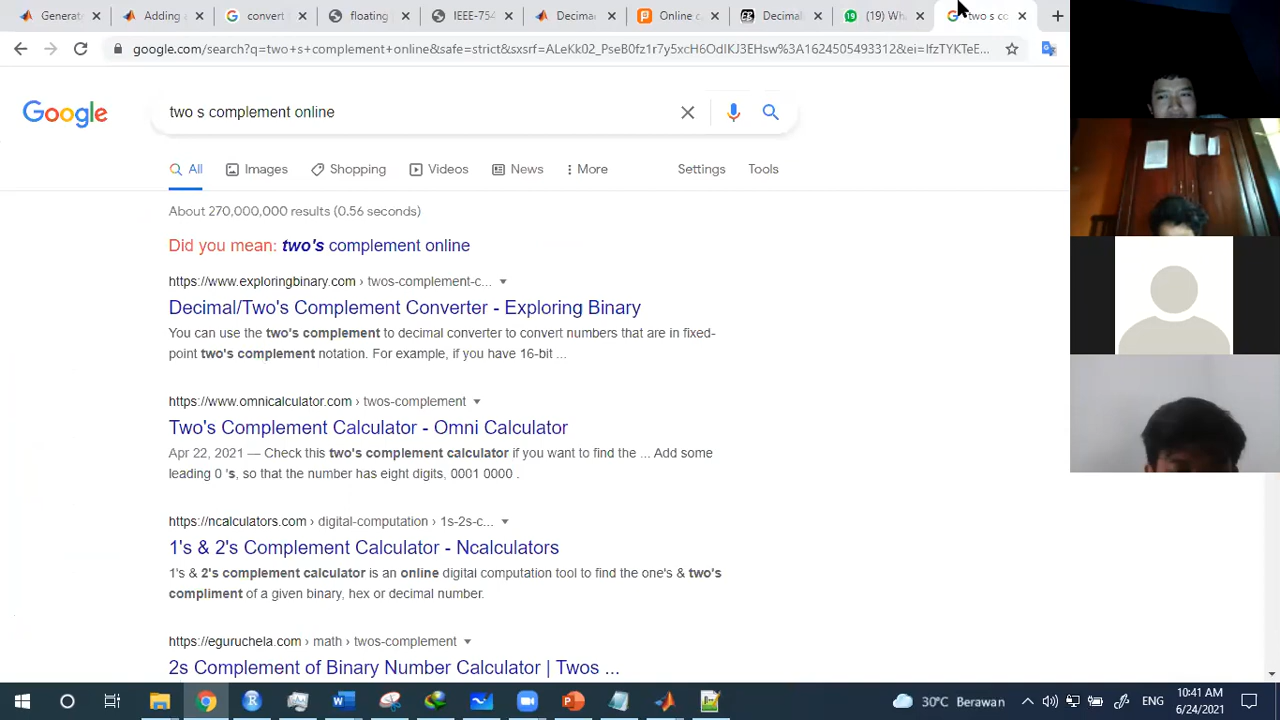 Generate
Adding a
convert
floating
IEEE-754
Decimal
Online c
Decimal
(19) Wha
two s co
google.com/search?q=two+s+complement+online&safe=strict&sxsrf=ALeKk02_PseB0fz1r7y5xcH6OdIKJ3EHsw%3A1624505493312&ei=IfzTYKTeE...
Google
two s complement online
All
Images
Shopping
Videos
News
More
Settings
Tools
About 270,000,000 results (0.56 seconds)
Did you mean: two's complement online
https://www.exploringbinary.com › twos-complement-c...
Decimal/Two's Complement Converter - Exploring Binary
You can use the two's complement to decimal converter to convert numbers that are in fixed-
point two's complement notation. For example, if you have 16-bit ...
https://www.omnicalculator.com › twos-complement
Two's Complement Calculator - Omni Calculator
Apr 22, 2021 — Check this two's complement calculator if you want to find the ... Add some
leading 0 's, so that the number has eight digits, 0001 0000 .
https://ncalculators.com › digital-computation › 1s-2s-c...
1's & 2's Complement Calculator - Ncalculators
1's & 2's complement calculator is an online digital computation tool to find the one's & two's
compliment of a given binary, hex or decimal number.
https://eguruchela.com › math › twos-complement
2s Complement of Binary Number Calculator | Twos ...
30°C Berawan
ENG
10:41 AM
6/24/2021